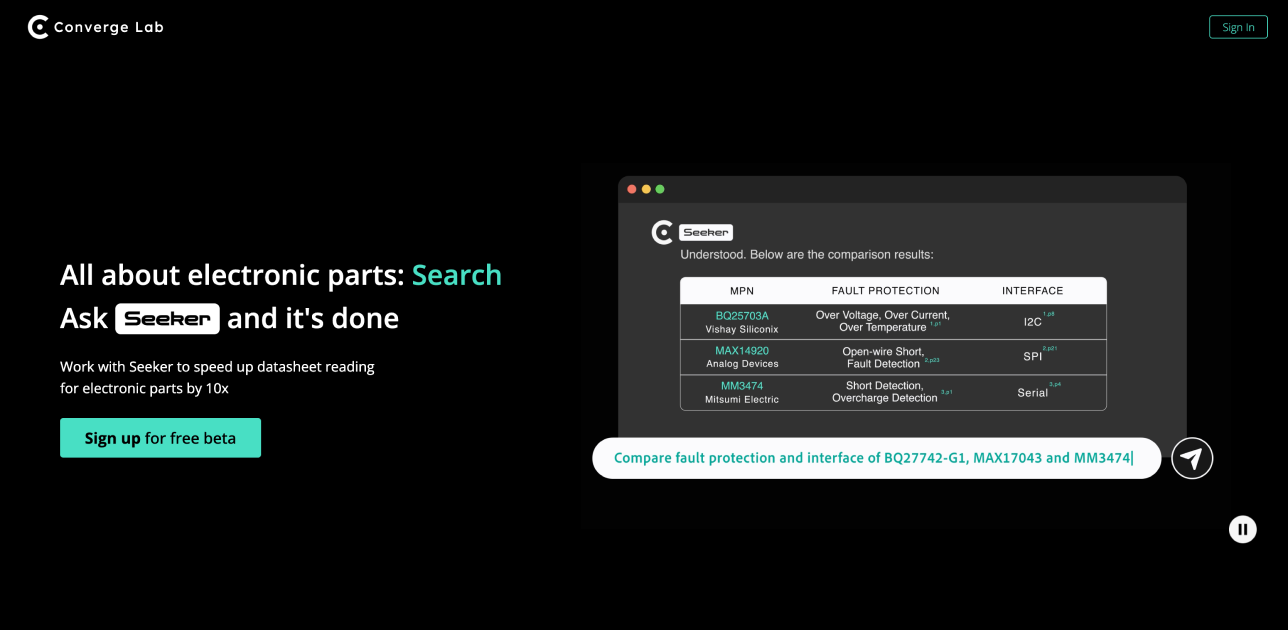 Converge Lab
Sign In
All about electronic parts: Search
Ask Seeker and it's done
Work with Seeker to speed up datasheet reading
for electronic parts by 10x
Sign up for free beta
Seeker
Understood. Below are the comparison results:
MPN FAULT PROTECTION INTERFACE
BQ25703A
Vishay Siliconix
Over Voltage, Over Current,
Over Temperature 1,p1
I2C 1,p8
MAX14920
Analog Devices
Open-wire Short,
Fault Detection 2,p23
SPI 2,p21
MM3474
Mitsumi Electric
Short Detection,
Overcharge Detection 3,p1
Serial 3,p4
Compare fault protection and interface of BQ27742-G1, MAX17043 and MM3474